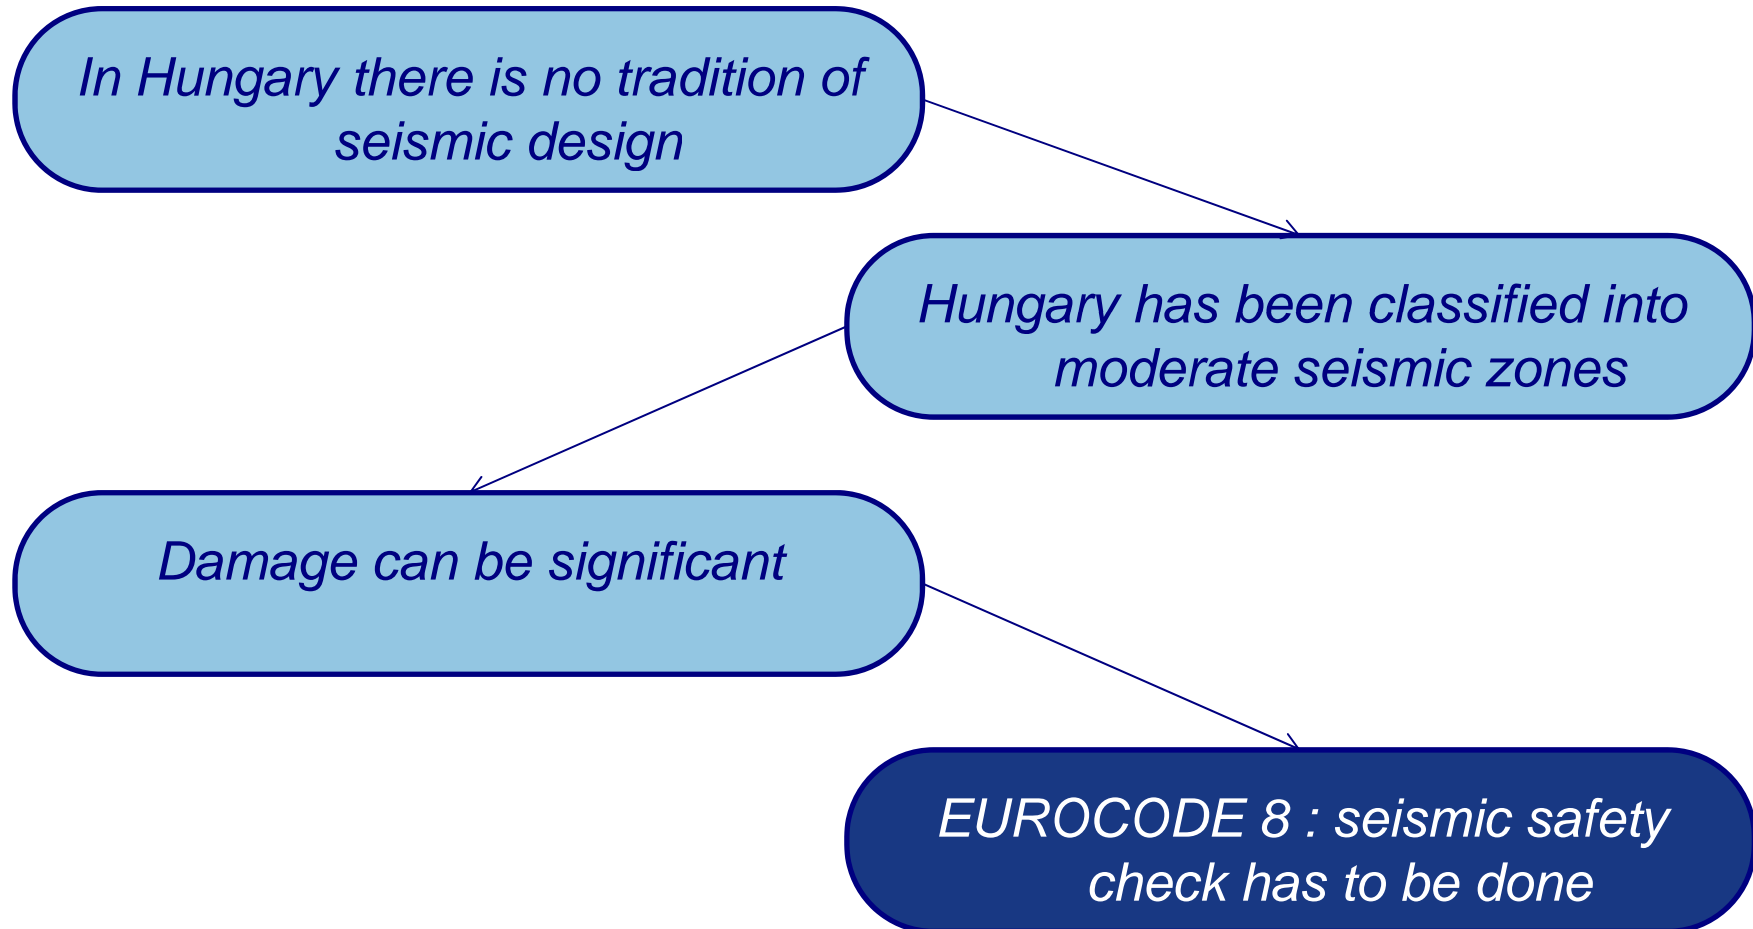 In Hungary there is no tradition of
seismic design
Hungary has been classified into
moderate seismic zones
Damage can be significant
EUROCODE 8 : seismic safety
check has to be done